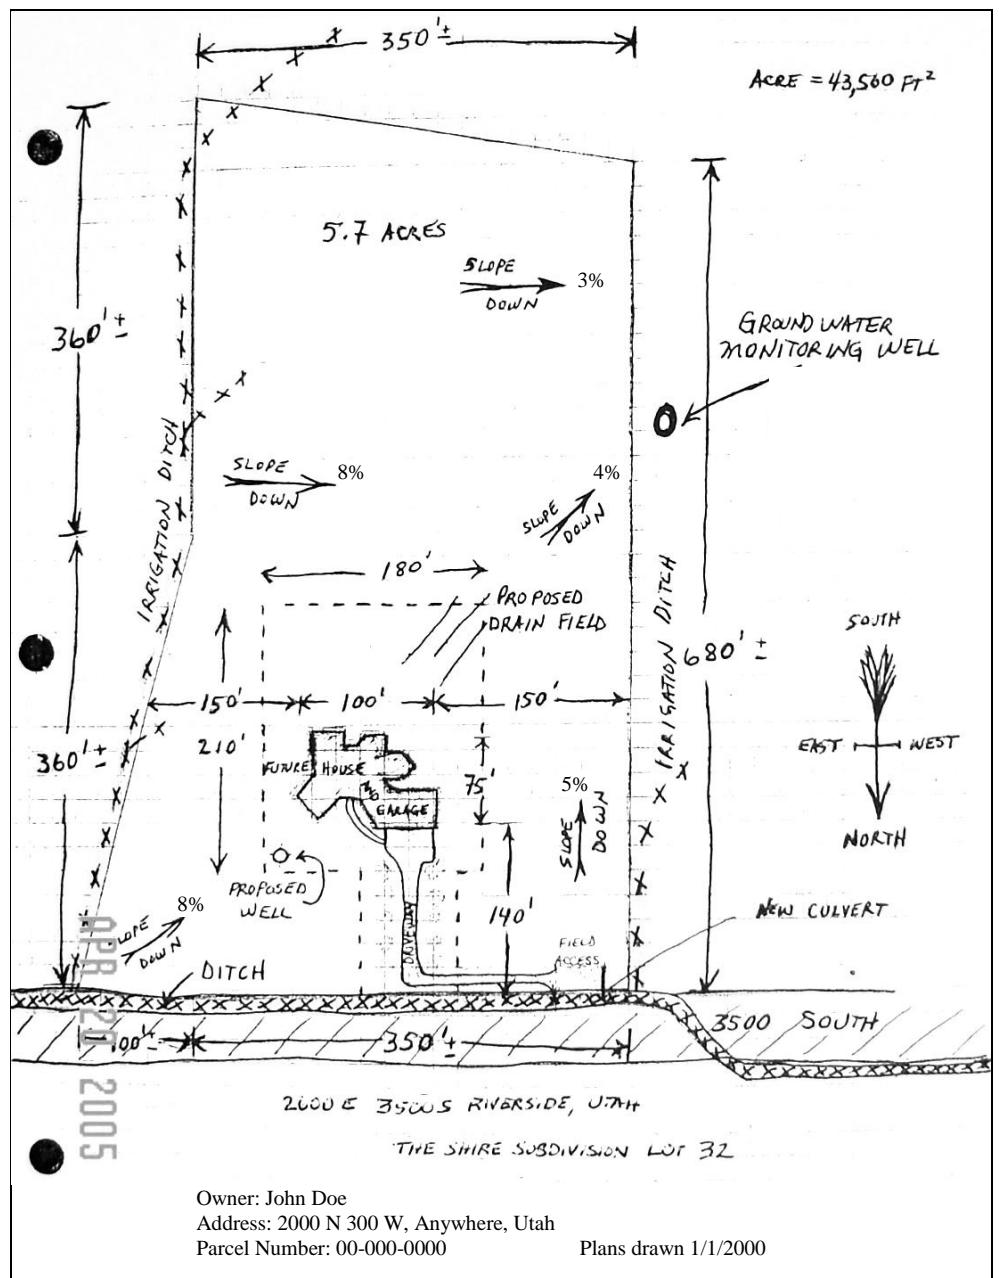 350' ±
ACRE = 43,560 FT²
5.7 ACRES
SLOPE
DOWN
3%
360' ±
GROUND WATER
MONITORING WELL
IRRIGATION DITCH
SLOPE
DOWN
8%
4%
SLOPE
DOWN
180'
PROPOSED
DRAIN FIELD
IRRIGATION DITCH
SOUTH
680' ±
150'
100'
150'
360' ±
210'
EAST
WEST
FUTURE HOUSE
75'
GARAGE
5%
SLOPE
DOWN
NORTH
PROPOSED
WELL
8%
SLOPE
DOWN
140'
DRIVEWAY
NEW CULVERT
FIELD
ACCESS
DITCH
3500 SOUTH
100' ±
350' ±
APR 20 2005
2000 E 3500 S RIVERSIDE, UTAH
THE SHIRE SUBDIVISION LOT 32
Owner: John Doe
Address: 2000 N 300 W, Anywhere, Utah
Parcel Number: 00-000-0000
Plans drawn 1/1/2000